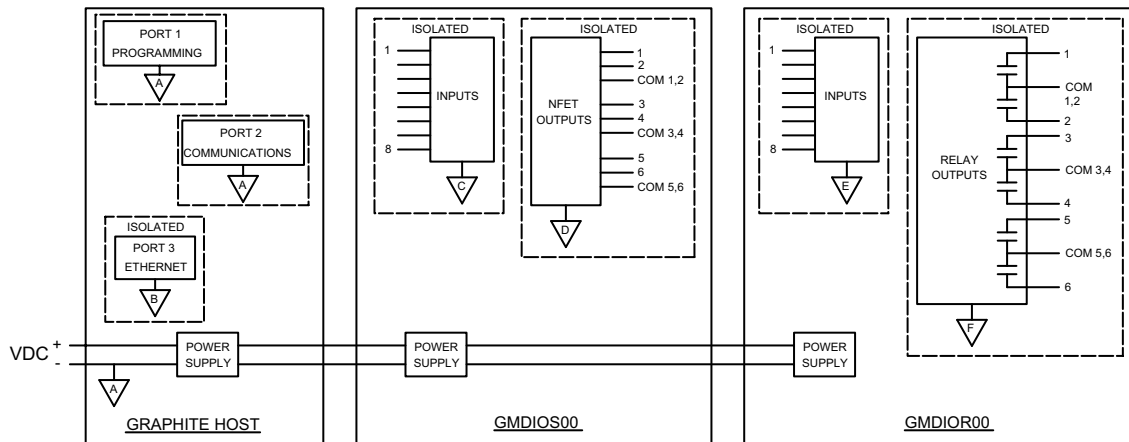 PORT 1
PROGRAMMING
A
PORT 2
COMMUNICATIONS
A
ISOLATED
PORT 3
ETHERNET
B
VDC
+
-
A
POWER
SUPPLY
GRAPHITE HOST
ISOLATED
1
INPUTS
8
C
ISOLATED
NFET
OUTPUTS
1
2
COM 1,2
3
4
COM 3,4
5
6
COM 5,6
D
POWER
SUPPLY
GMDIOS00
ISOLATED
1
INPUTS
8
E
ISOLATED
RELAY
OUTPUTS
1
COM
1,2
2
3
COM 3,4
4
5
COM 5,6
6
F
POWER
SUPPLY
GMDIOR00